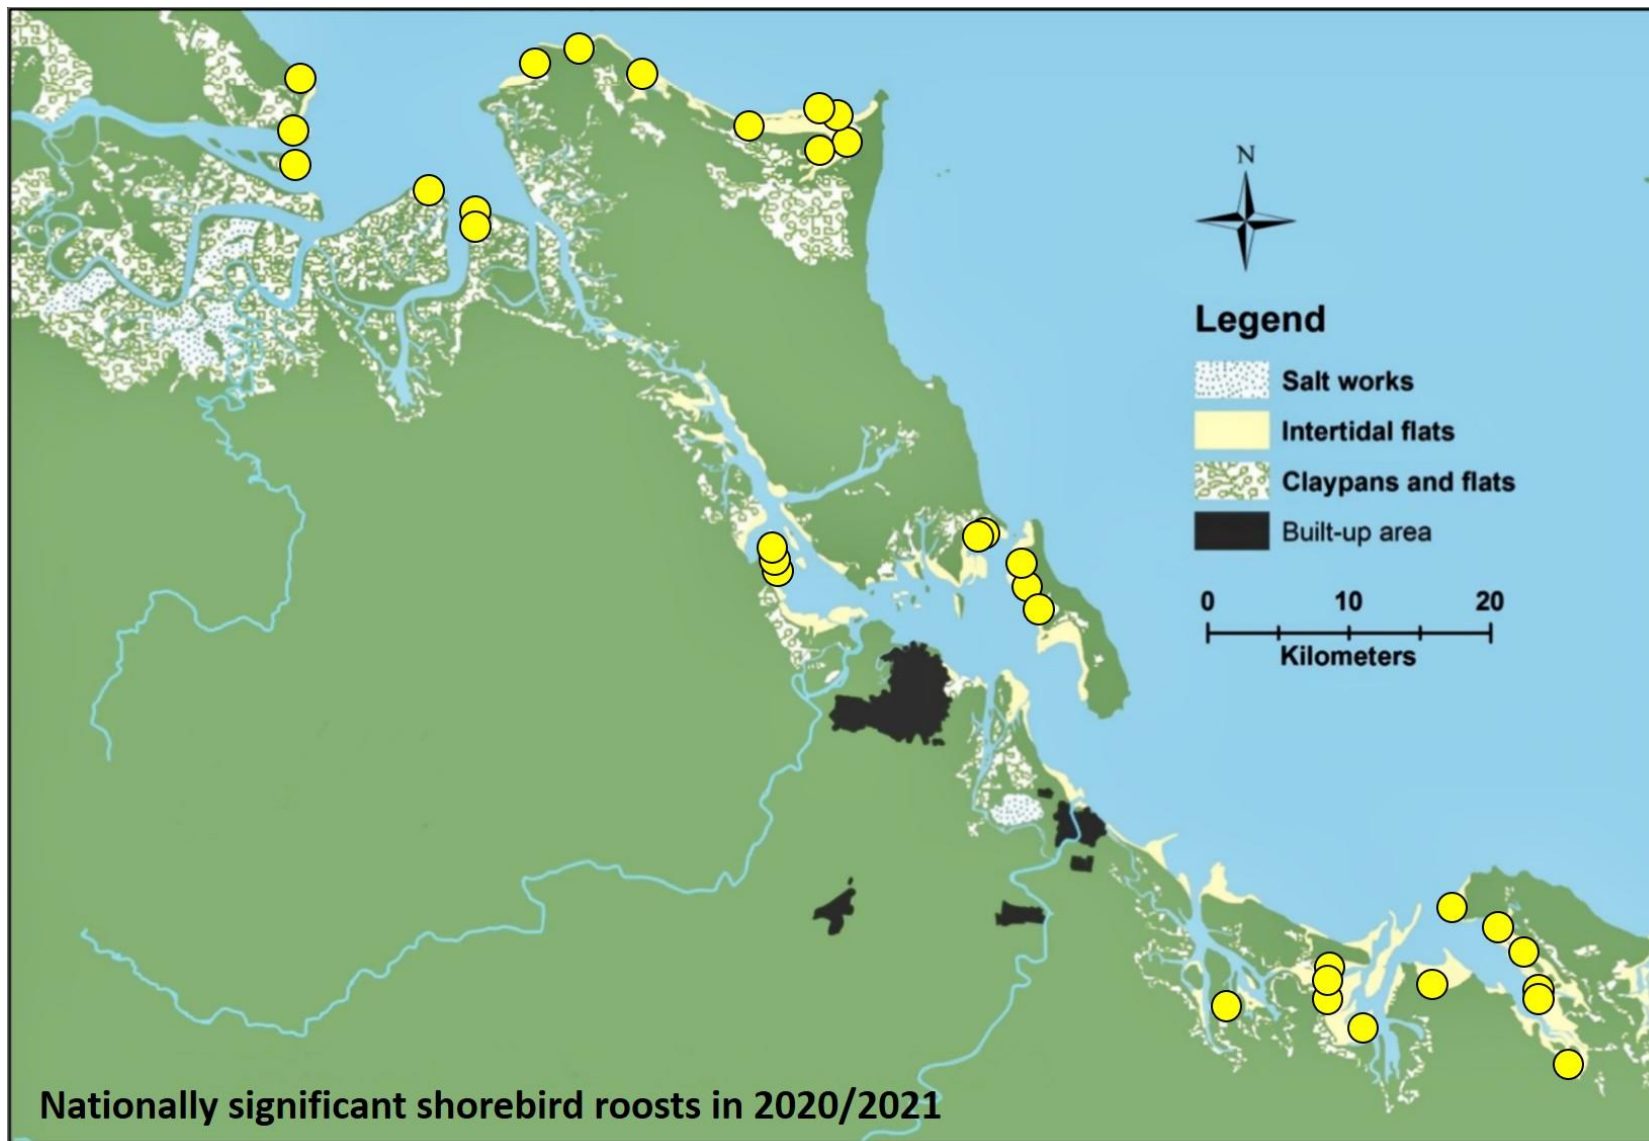 N
Legend
Salt works
Intertidal flats
Claypans and flats
Built-up area
0 10 20
Kilometers
Nationally significant shorebird roosts in 2020/2021